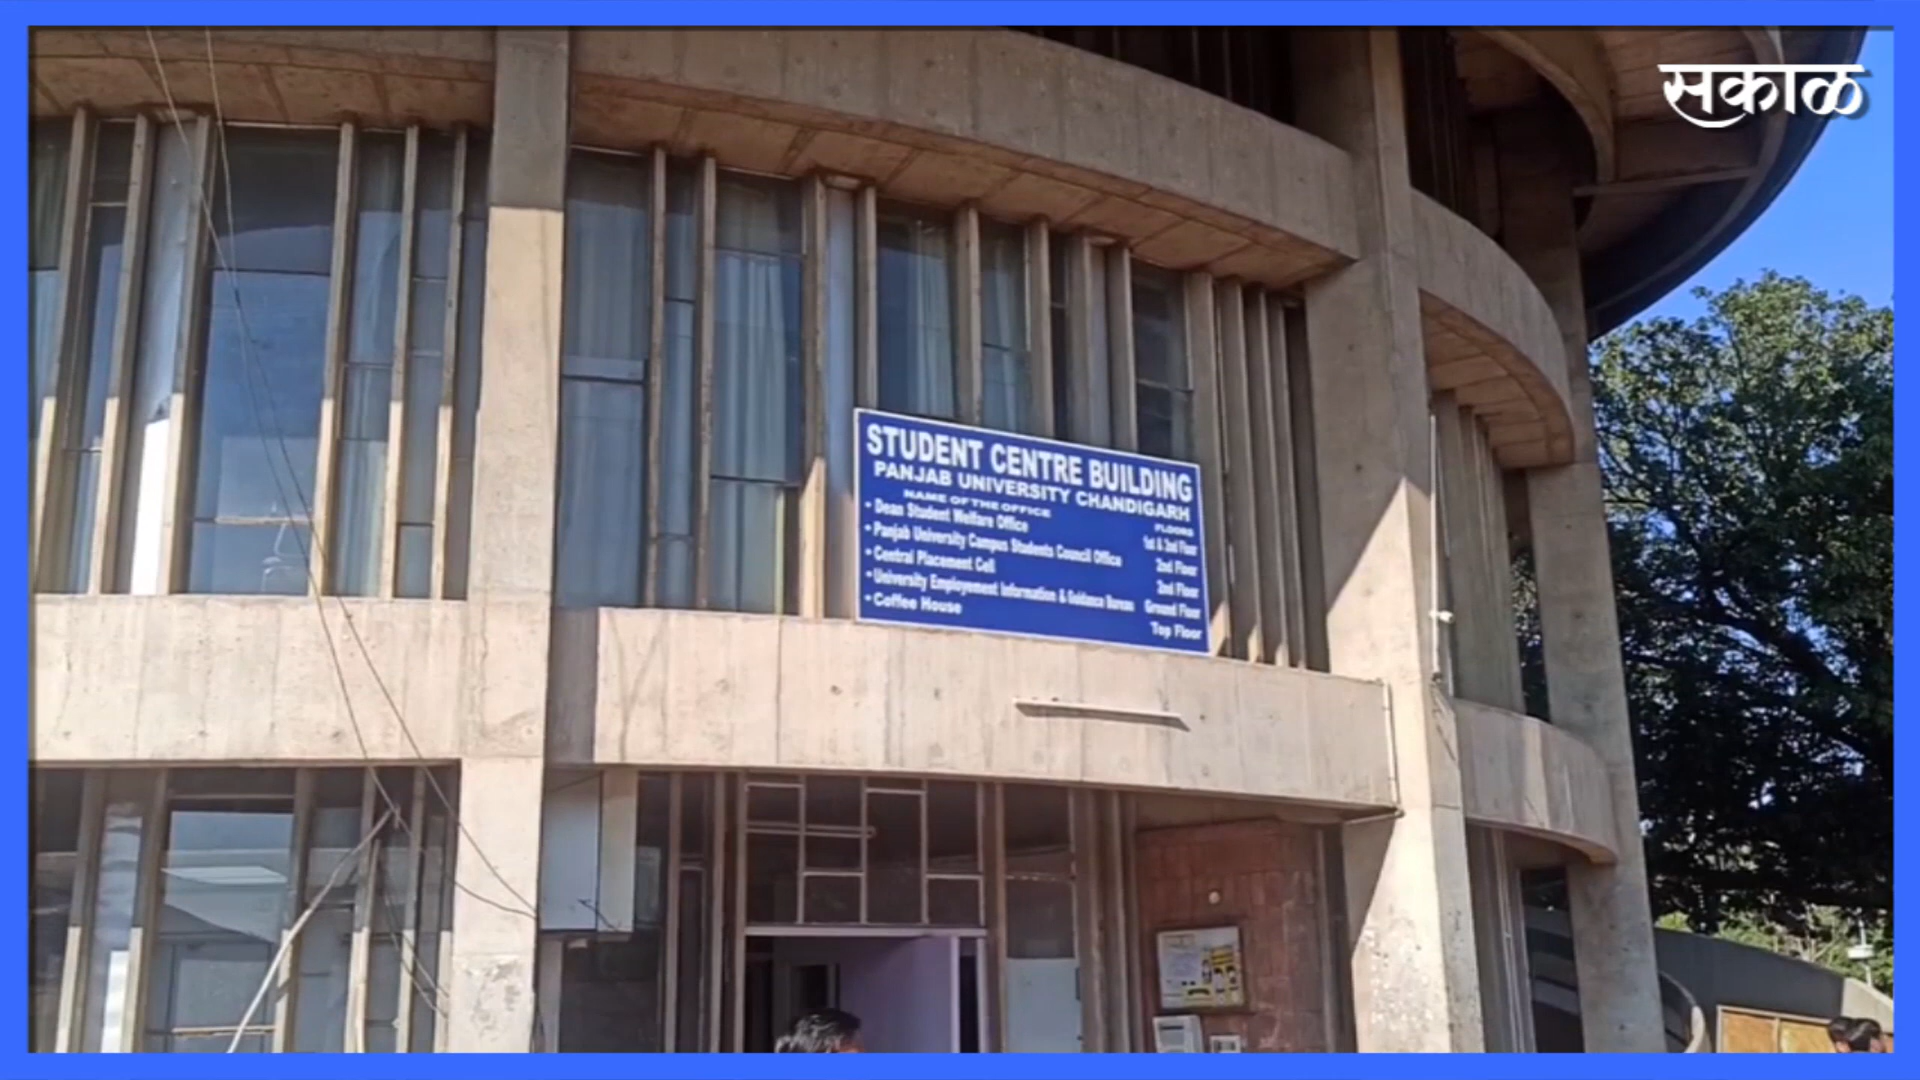 सकाळ
STUDENT CENTRE BUILDING
PANJAB UNIVERSITY CHANDIGARH
NAME OF THE OFFICE FLOORS
• Dean Student Welfare Office 1st & 2nd Floor
• Panjab University Campus Students Council Office 2nd Floor
• Central Placement Cell 2nd Floor
• University Employement Information & Guidance Bureau Ground Floor
• Coffee House Top Floor